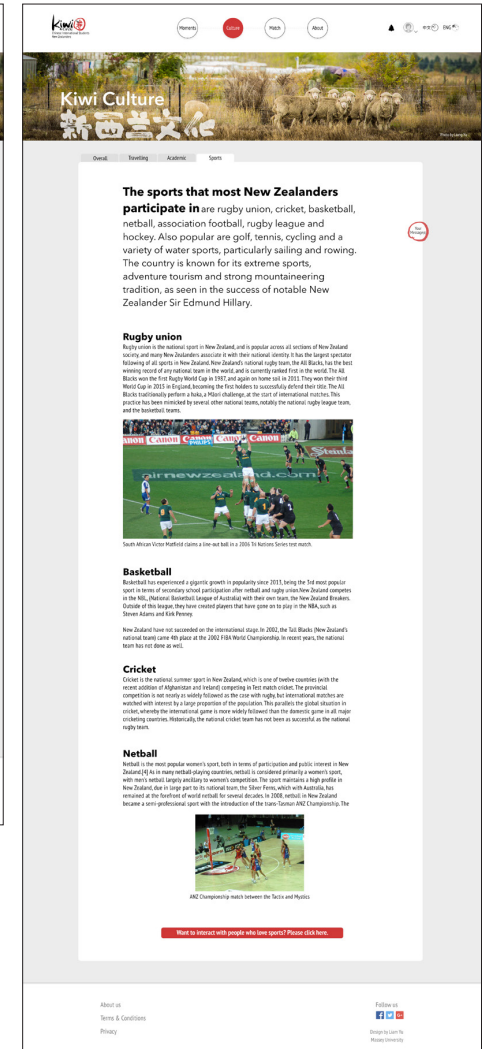 Kiwi
Chinese International Students
New Zealanders
Moments
Culture
Match
About
中文
ENG
Kiwi Culture
新西兰文化
Overall
Travelling
Academic
Sports
The sports that most New Zealanders
participate in are rugby union, cricket, basketball,
netball, association football, rugby league and
hockey. Also popular are golf, tennis, cycling and a
variety of water sports, particularly sailing and rowing.
The country is known for its extreme sports,
adventure tourism and strong mountaineering
tradition, as seen in the success of notable New
Zealander Sir Edmund Hillary.
Rugby union
Rugby union is the national sport in New Zealand, and is popular across all sections of New Zealand
society, and many New Zealanders associate it with their national identity. It has the largest spectator
following of all sports in New Zealand. New Zealand's national rugby team, the All Blacks, has the best
winning record of any national team in the world, and is currently ranked first in the world. The All
Blacks won the first Rugby World Cup in 1987, and again on home soil in 2011. They won their third
World Cup in 2015 in England, becoming the first holders to successfully defend their title. The All
Blacks traditionally perform a haka, a Māori challenge, at the start of international matches. This
practice has been mimicked by several other national teams, notably the national rugby league team,
and the basketball teams.
Canon Canon Canon Canon
airnewzealand.com
South African Victor Matfield claims a line-out ball in a 2006 Tri Nations Series test match.
Basketball
Basketball has experienced a gigantic growth in popularity since 2013, being the 3rd most popular
sport in terms of secondary school participation after netball and rugby union.New Zealand competes
in the NBL, (National Basketball League of Australia) with their own team, the New Zealand Breakers.
Outside of this league, they have created players that have gone on to play in the NBA, such as
Steven Adams and Kirk Penney.
New Zealand have not succeeded on the international stage. In 2002, the Tall Blacks (New Zealand's
national team) came 4th place at the 2002 FIBA World Championship. In recent years, the national
team has not done as well.
Cricket
Cricket is the national summer sport in New Zealand, which is one of twelve countries (with the
recent addition of Afghanistan and Ireland) competing in Test match cricket. The provincial
competition is not nearly as widely followed as the case with rugby, but international matches are
watched with interest by a large proportion of the population. This parallels the global situation in
cricket, whereby the international game is more widely followed than the domestic game in all major
cricketing countries. Historically, the national cricket team has not been as successful as the national
rugby team.
Netball
Netball is the most popular women's sport, both in terms of participation and public interest in New
Zealand.[4] As in many netball-playing countries, netball is considered primarily a women's sport,
with men's netball largely ancillary to women's competition. The sport maintains a high profile in
New Zealand, due in large part to its national team, the Silver Ferns, which with Australia, has
remained at the forefront of world netball for several decades. In 2008, netball in New Zealand
became a semi-professional sport with the introduction of the trans-Tasman ANZ Championship. The
ANZ Championship match between the Tactix and Mystics
Want to interact with people who love sports? Please click here.
About us
Terms & Conditions
Privacy
Follow us
Massey University